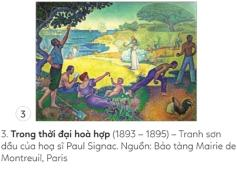 3
3. Trong thời đại hoà hợp (1893 – 1895) – Tranh sơn
dầu của hoạ sĩ Paul Signac. Nguồn: Bảo tàng Mairie de
Montreuil, Paris